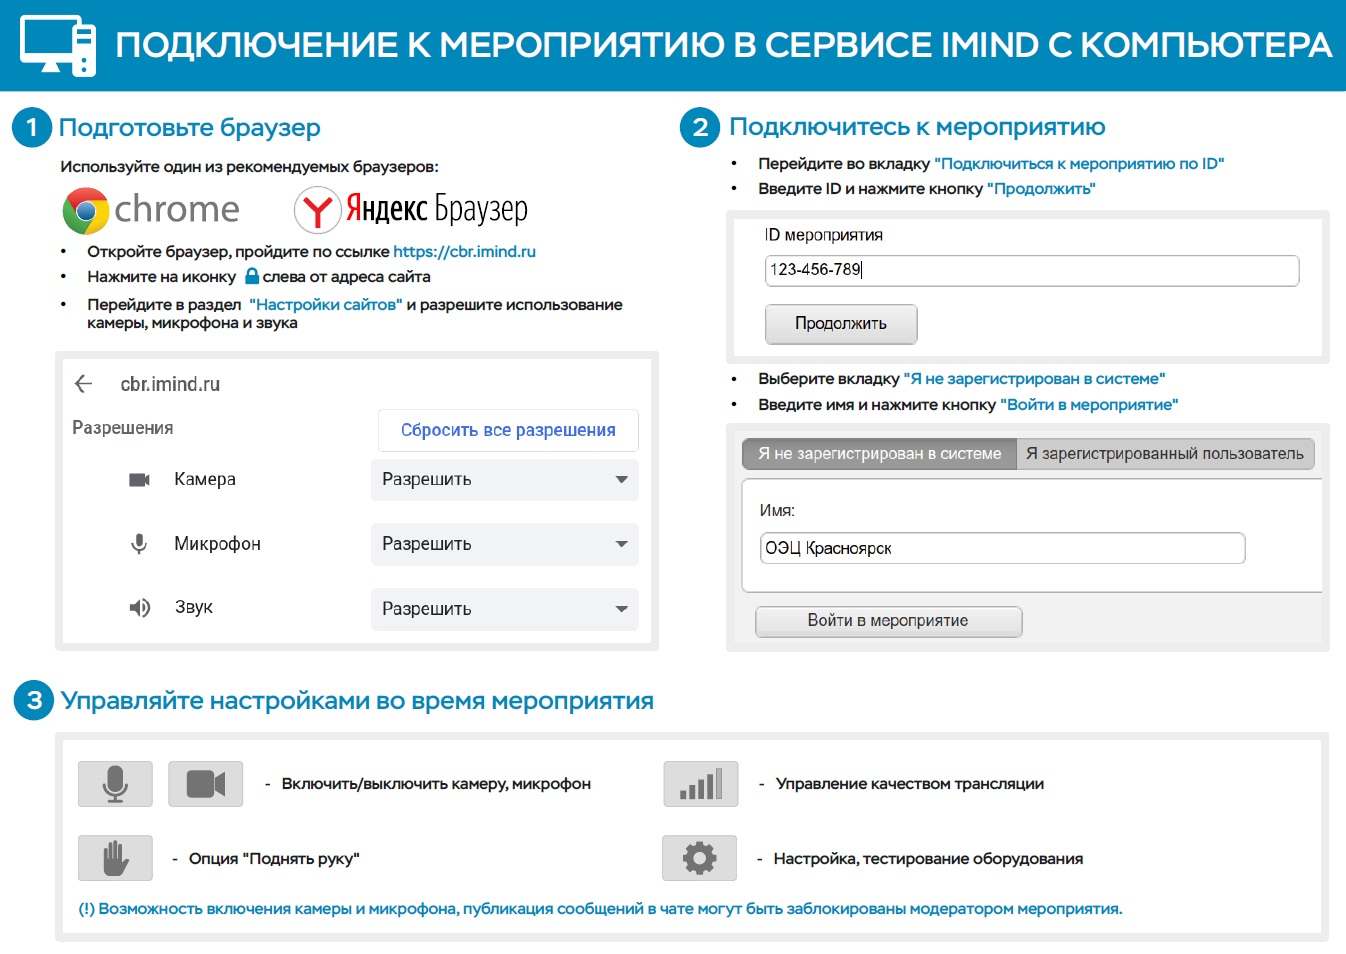 ПОДКЛЮЧЕНИЕ К МЕРОПРИЯТИЮ В СЕРВИСЕ IMIND С КОМПЬЮТЕРА
1 Подготовьте браузер
Используйте один из рекомендуемых браузеров:
chrome
Яндекс Браузер
• Откройте браузер, пройдите по ссылке https://cbr.imind.ru
• Нажмите на иконку слева от адреса сайта
• Перейдите в раздел "Настройки сайтов" и разрешите использование
камеры, микрофона и звука
cbr.imind.ru
Разрешения
Сбросить все разрешения
Камера Разрешить
Микрофон Разрешить
Звук Разрешить
2 Подключитесь к мероприятию
• Перейдите во вкладку "Подключиться к мероприятию по ID"
• Введите ID и нажмите кнопку "Продолжить"
ID мероприятия
123-456-789
Продолжить
• Выберите вкладку "Я не зарегистрирован в системе"
• Введите имя и нажмите кнопку "Войти в мероприятие"
Я не зарегистрирован в системе Я зарегистрированный пользователь
Имя:
ОЭЦ Красноярск
Войти в мероприятие
3 Управляйте настройками во время мероприятия
- Включить/выключить камеру, микрофон
- Управление качеством трансляции
- Опция "Поднять руку"
- Настройка, тестирование оборудования
(!) Возможность включения камеры и микрофона, публикация сообщений в чате могут быть заблокированы модератором мероприятия.